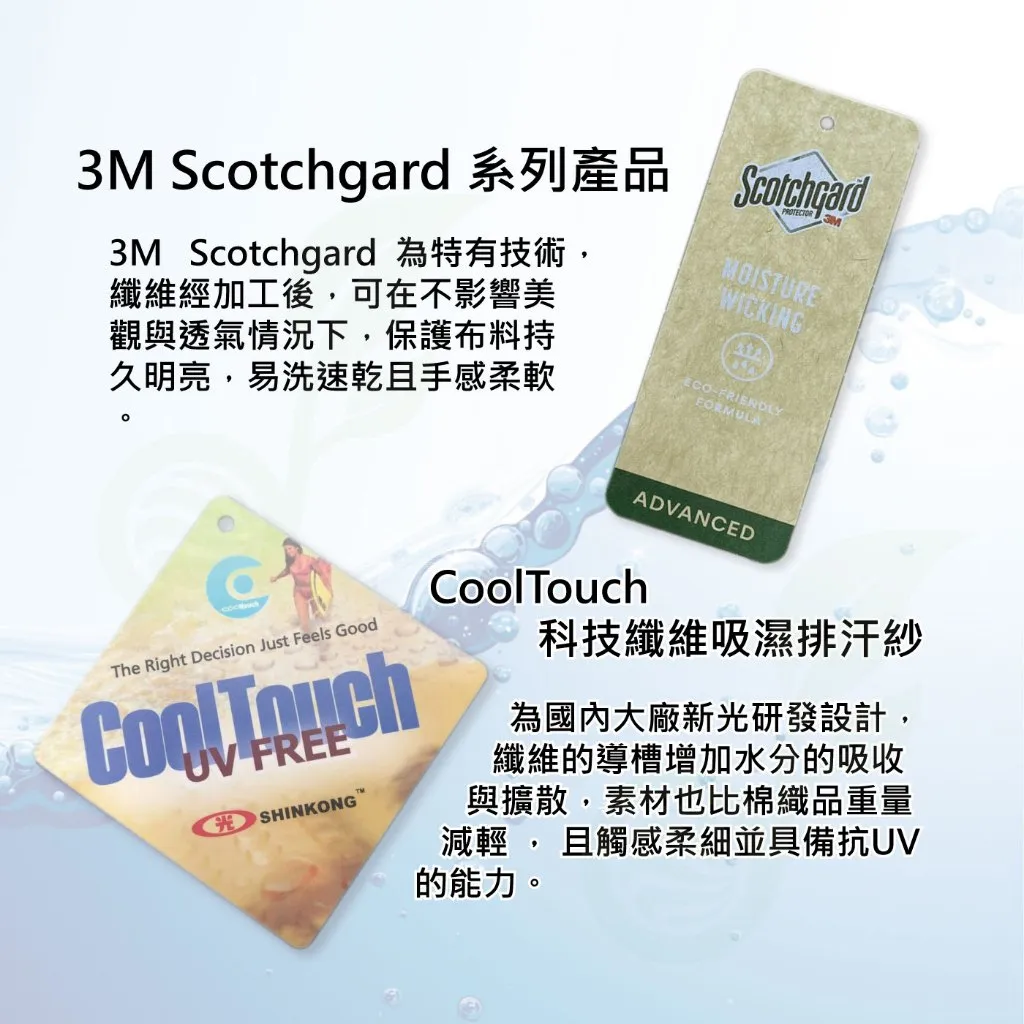 3M Scotchgard 系列產品
3M Scotchgard 為特有技術，
纖維經加工後，可在不影響美
觀與透氣情況下，保護布料持
久明亮，易洗速乾且手感柔軟
。
Scotchgard™
PROTECTOR 3M
MOISTURE
WICKING
ECO-FRIENDLY
FORMULA
ADVANCED
CoolTouch
科技纖維吸濕排汗紗
為國內大廠新光研發設計，
纖維的導槽增加水分的吸收
與擴散，素材也比棉織品重量
減輕 ， 且觸感柔細並具備抗UV
的能力。
The Right Decision Just Feels Good
CoolTouch
UV FREE
光 SHINKONG™